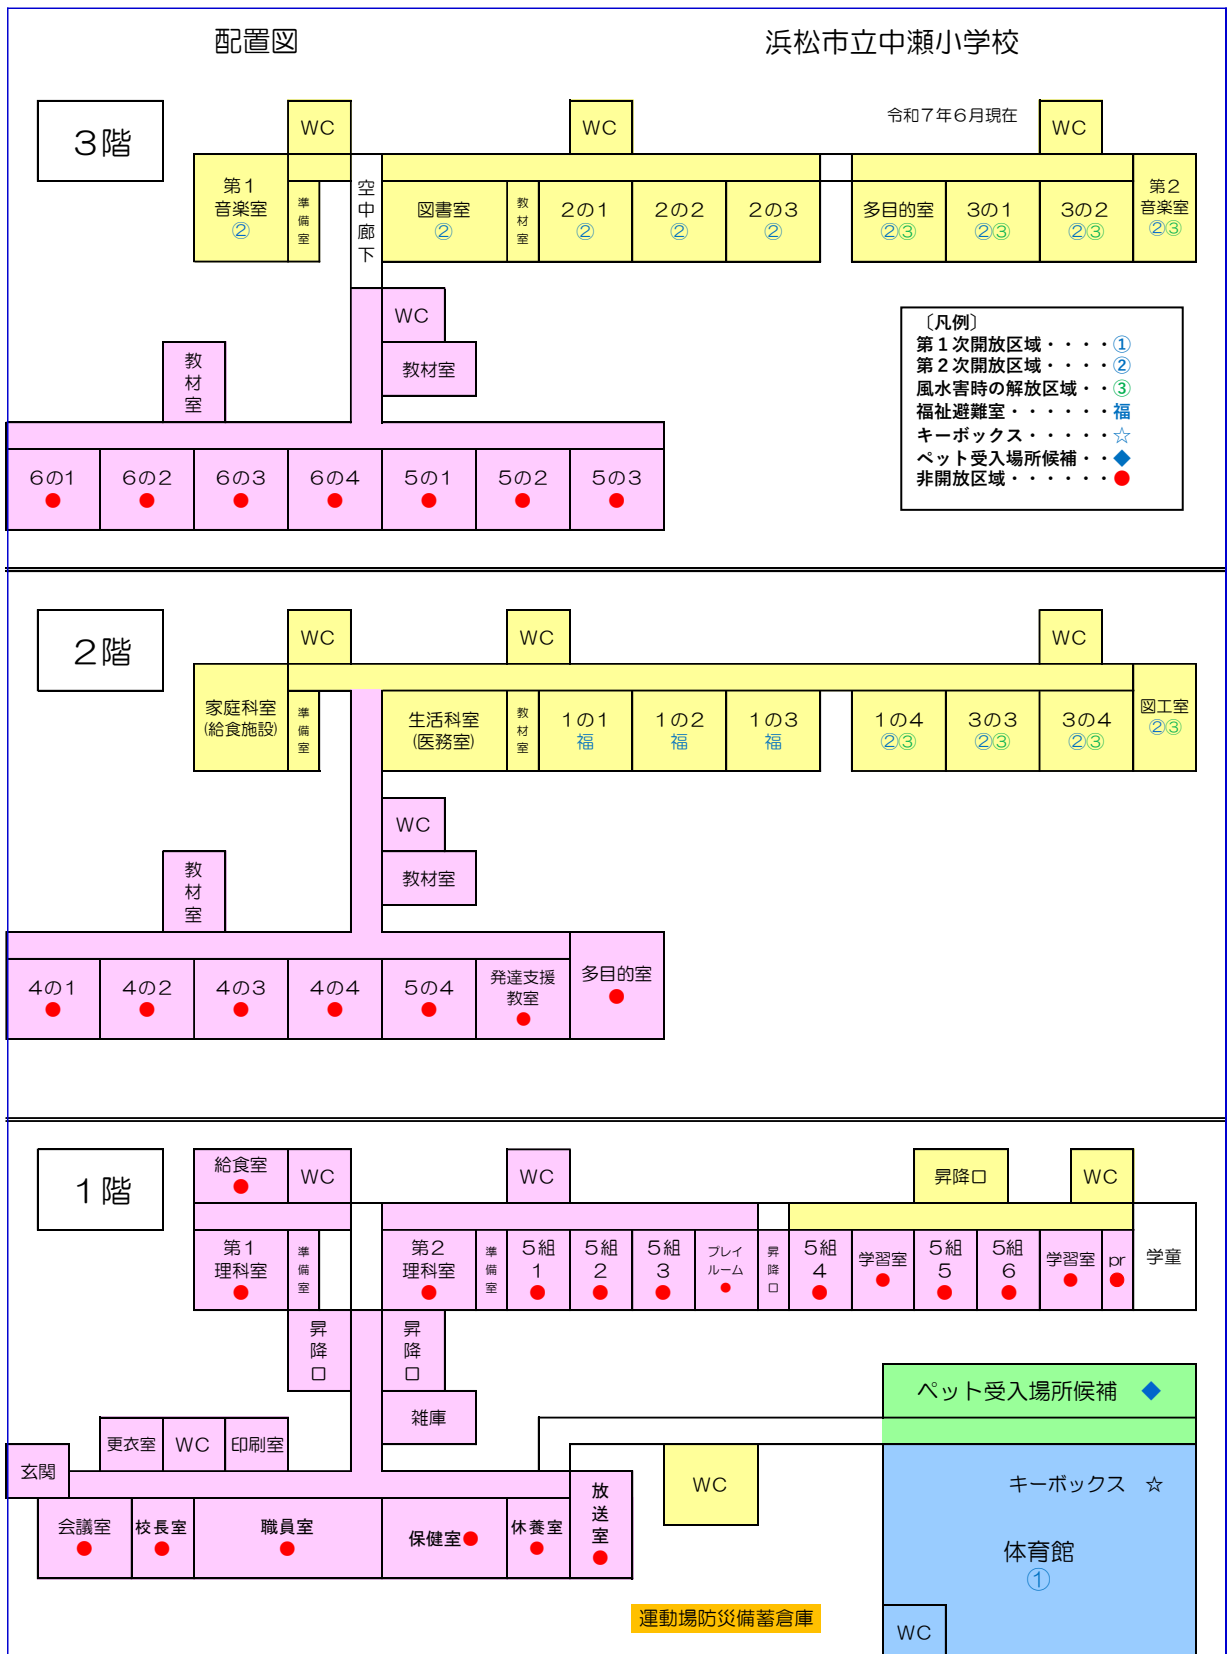 配置図
浜松市立中瀬小学校
令和7年6月現在
3階
WC
WC
WC
第1
音楽室
②
準備室
空中廊下
図書室
②
教材室
2の1
②
2の2
②
2の3
②
多目的室
②③
3の1
②③
3の2
②③
第2
音楽室
②③
WC
教材室
教材室
6の1
●
6の2
●
6の3
●
6の4
●
5の1
●
5の2
●
5の3
●
〔凡例〕
第1次開放区域・・・・①
第2次開放区域・・・・②
風水害時の解放区域・・③
福祉避難室・・・・・・福
キーボックス・・・・・☆
ペット受入場所候補・・◆
非開放区域・・・・・・●
2階
WC
WC
WC
家庭科室
(給食施設)
準備室
生活科室
(医務室)
教材室
1の1
福
1の2
福
1の3
福
1の4
②③
3の3
②③
3の4
②③
図工室
②③
WC
教材室
教材室
4の1
●
4の2
●
4の3
●
4の4
●
5の4
●
発達支援
教室
●
多目的室
●
1階
給食室
●
WC
WC
昇降口
WC
第1
理科室
●
準備室
第2
理科室
●
準備室
5組
1
●
5組
2
●
5組
3
●
プレイ
ルーム
●
昇降口
5組
4
●
学習室
●
5組
5
●
5組
6
●
学習室
●
pr
●
学童
昇降口
昇降口
雑庫
更衣室
WC
印刷室
玄関
会議室
●
校長室
●
職員室
●
保健室●
休養室
●
放送室
●
WC
ペット受入場所候補 ◆
キーボックス ☆
体育館
①
WC
運動場防災備蓄倉庫